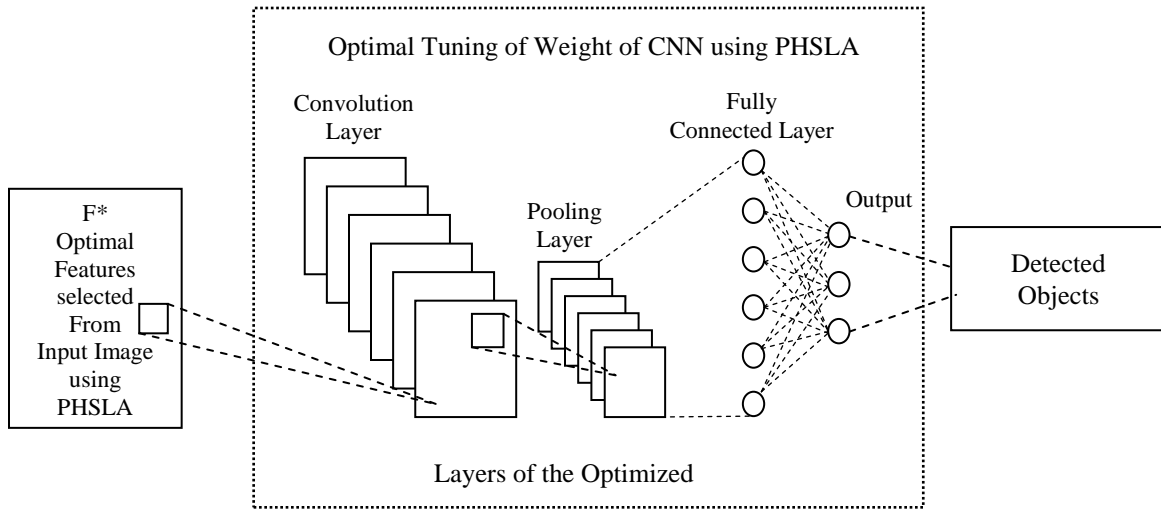 Optimal Tuning of Weight of CNN using PHSLA
Convolution
Layer
Fully
Connected Layer
F*
Optimal
Features
selected
From
Input Image
using
PHSLA
Pooling
Layer
Output
Detected
Objects
Layers of the Optimized